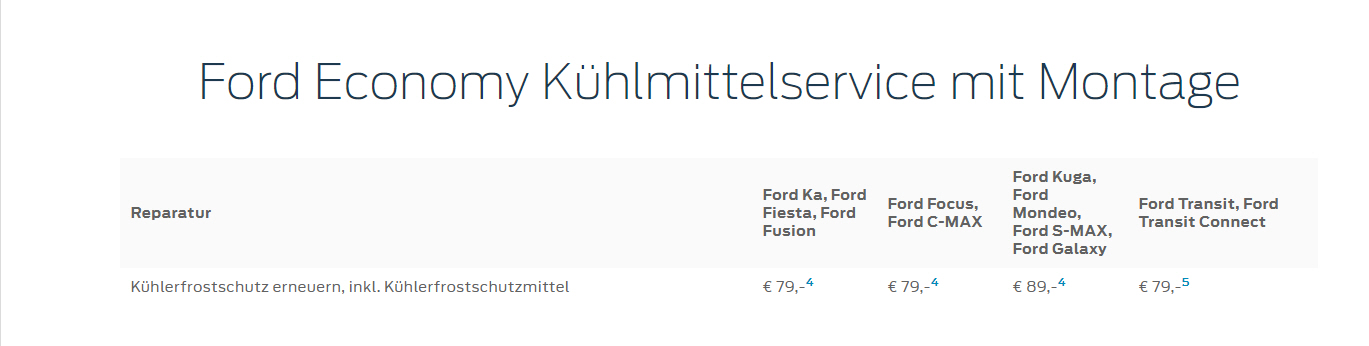 Ford Economy Kühlmittelservice mit Montage
Reparatur
Ford Ka, Ford
Fiesta, Ford
Fusion
Ford Focus,
Ford C-MAX
Ford Kuga,
Ford
Mondeo,
Ford S-MAX,
Ford Galaxy
Ford Transit, Ford
Transit Connect
Kühlerfrostschutz erneuern, inkl. Kühlerfrostschutzmittel € 79,-4 € 79,-4 € 89,-4 € 79,-5